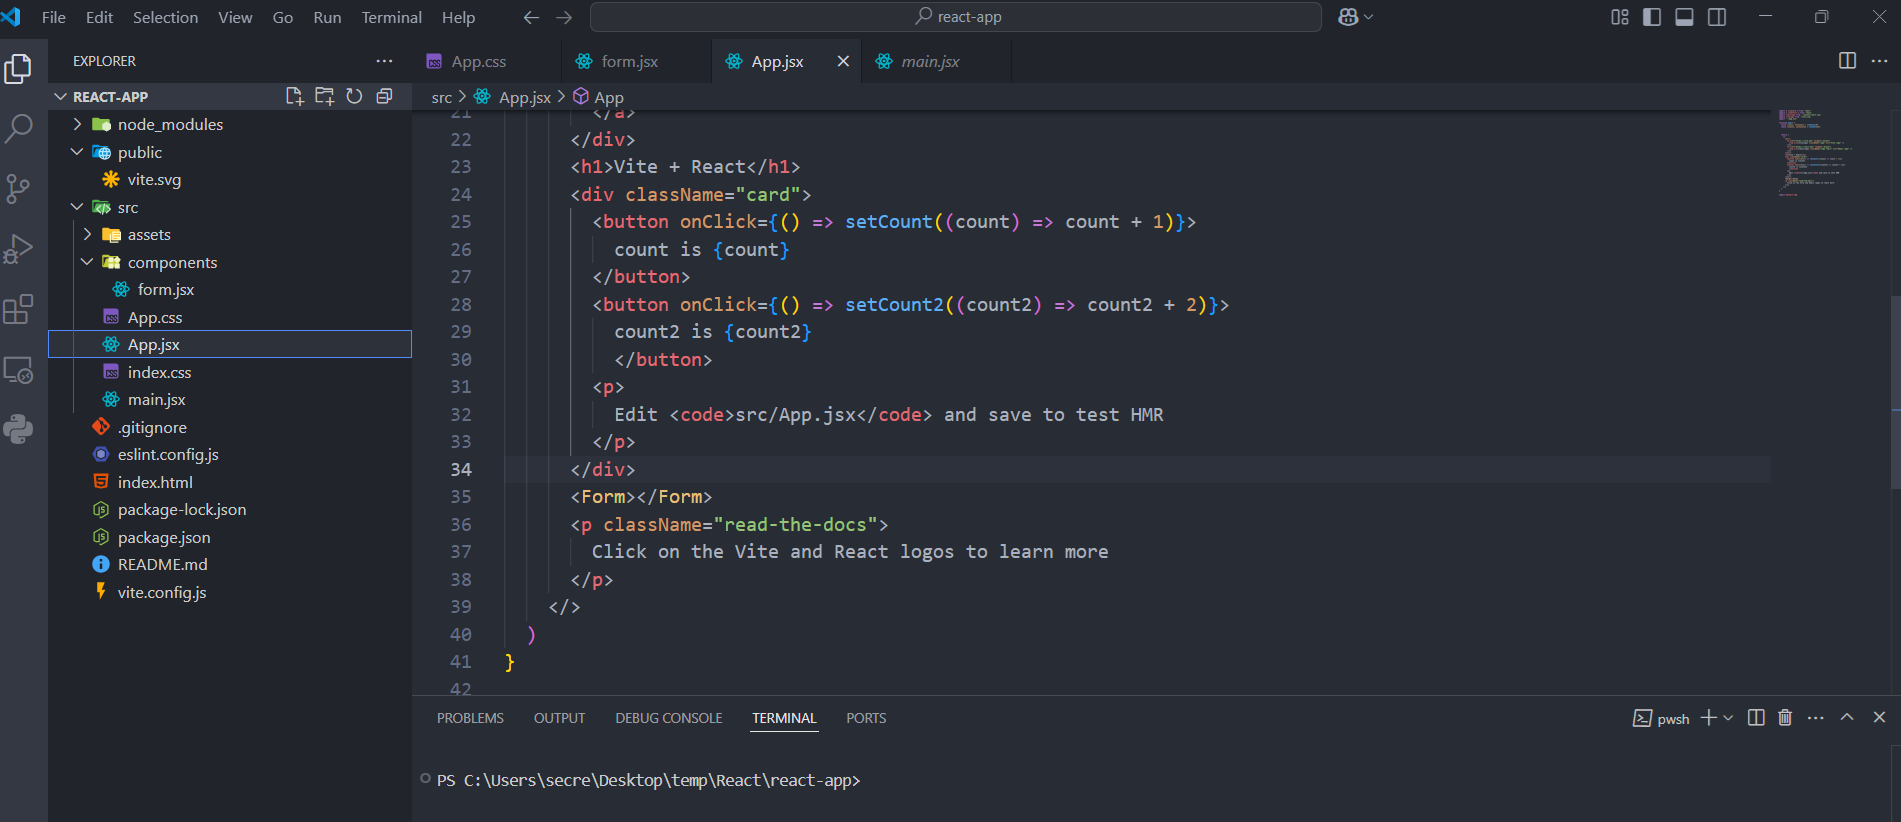 File Edit Selection View Go Run Terminal Help
react-app
EXPLORER
REACT-APP
node_modules
public
vite.svg
src
assets
components
form.jsx
App.css
App.jsx
index.css
main.jsx
.gitignore
eslint.config.js
index.html
package-lock.json
package.json
README.md
vite.config.js
App.css form.jsx App.jsx main.jsx
src > App.jsx > App
21 </a>
22 </div>
23 <h1>Vite + React</h1>
24 <div className="card">
25 <button onClick={() => setCount((count) => count + 1)}>
26 count is {count}
27 </button>
28 <button onClick={() => setCount2((count2) => count2 + 2)}>
29 count2 is {count2}
30 </button>
31 <p>
32 Edit <code>src/App.jsx</code> and save to test HMR
33 </p>
34 </div>
35 <Form></Form>
36 <p className="read-the-docs">
37 Click on the Vite and React logos to learn more
38 </p>
39 </>
40 )
41 }
42
PROBLEMS OUTPUT DEBUG CONSOLE TERMINAL PORTS
pwsh
PS C:\Users\secre\Desktop\temp\React\react-app>